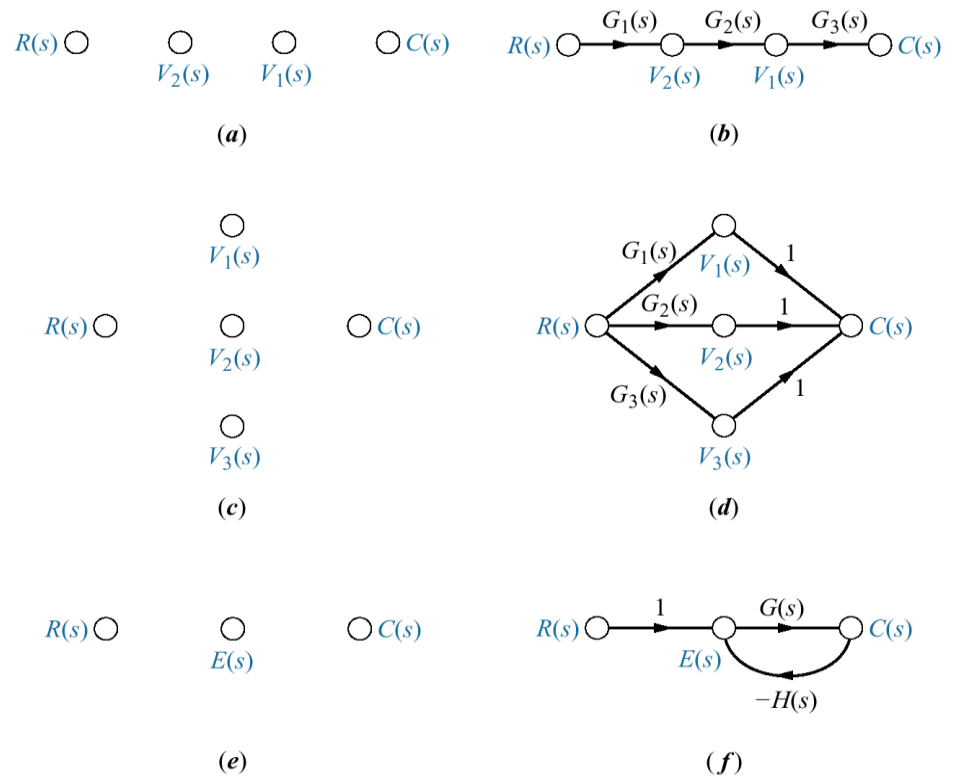 R(s) V₂(s) V₁(s) C(s)
(a)
R(s) G₁(s) V₂(s) G₂(s) V₁(s) G₃(s) C(s)
(b)
V₁(s)
R(s) V₂(s) C(s)
V₃(s)
(c)
G₁(s) V₁(s) 1
R(s) G₂(s) V₂(s) 1 C(s)
G₃(s) V₃(s) 1
(d)
R(s) E(s) C(s)
(e)
R(s) 1 E(s) G(s) C(s)
−H(s)
(f)